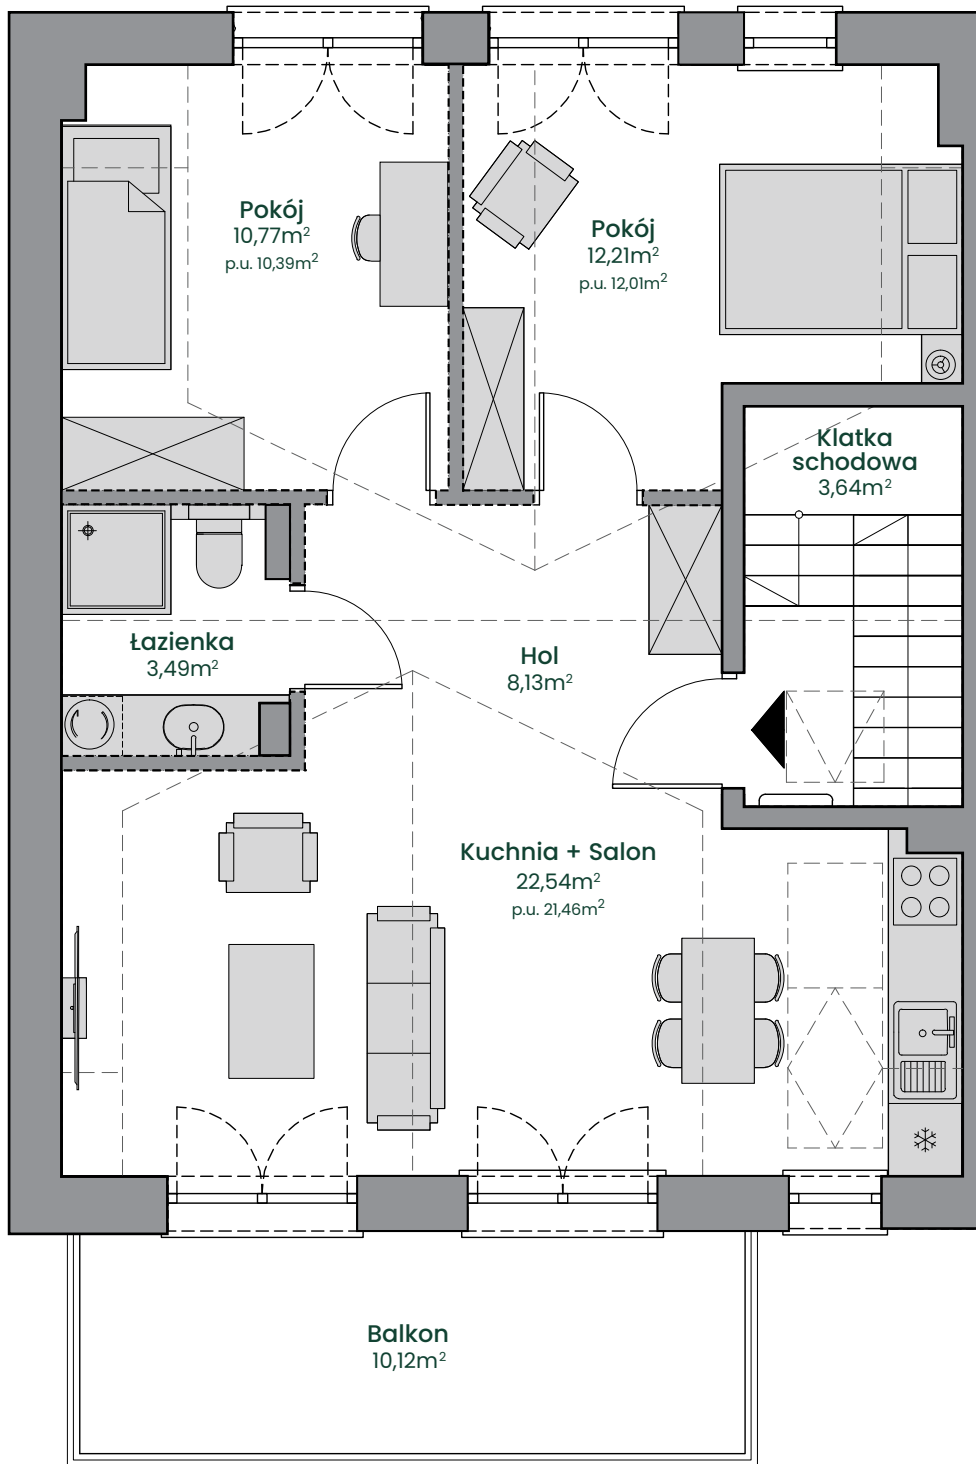 Pokój
10,77m²
p.u. 10,39m²
Pokój
12,21m²
p.u. 12,01m²
Klatka
schodowa
3,64m²
Łazienka
3,49m²
Hol
8,13m²
Kuchnia + Salon
22,54m²
p.u. 21,46m²
Balkon
10,12m²